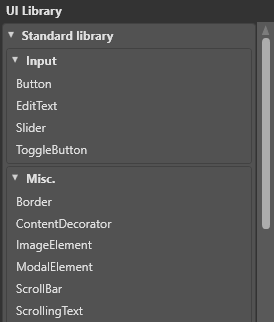 UI Library
Standard library
Input
Button
EditText
Slider
ToggleButton
Misc.
Border
ContentDecorator
ImageElement
ModalElement
ScrollBar
ScrollingText